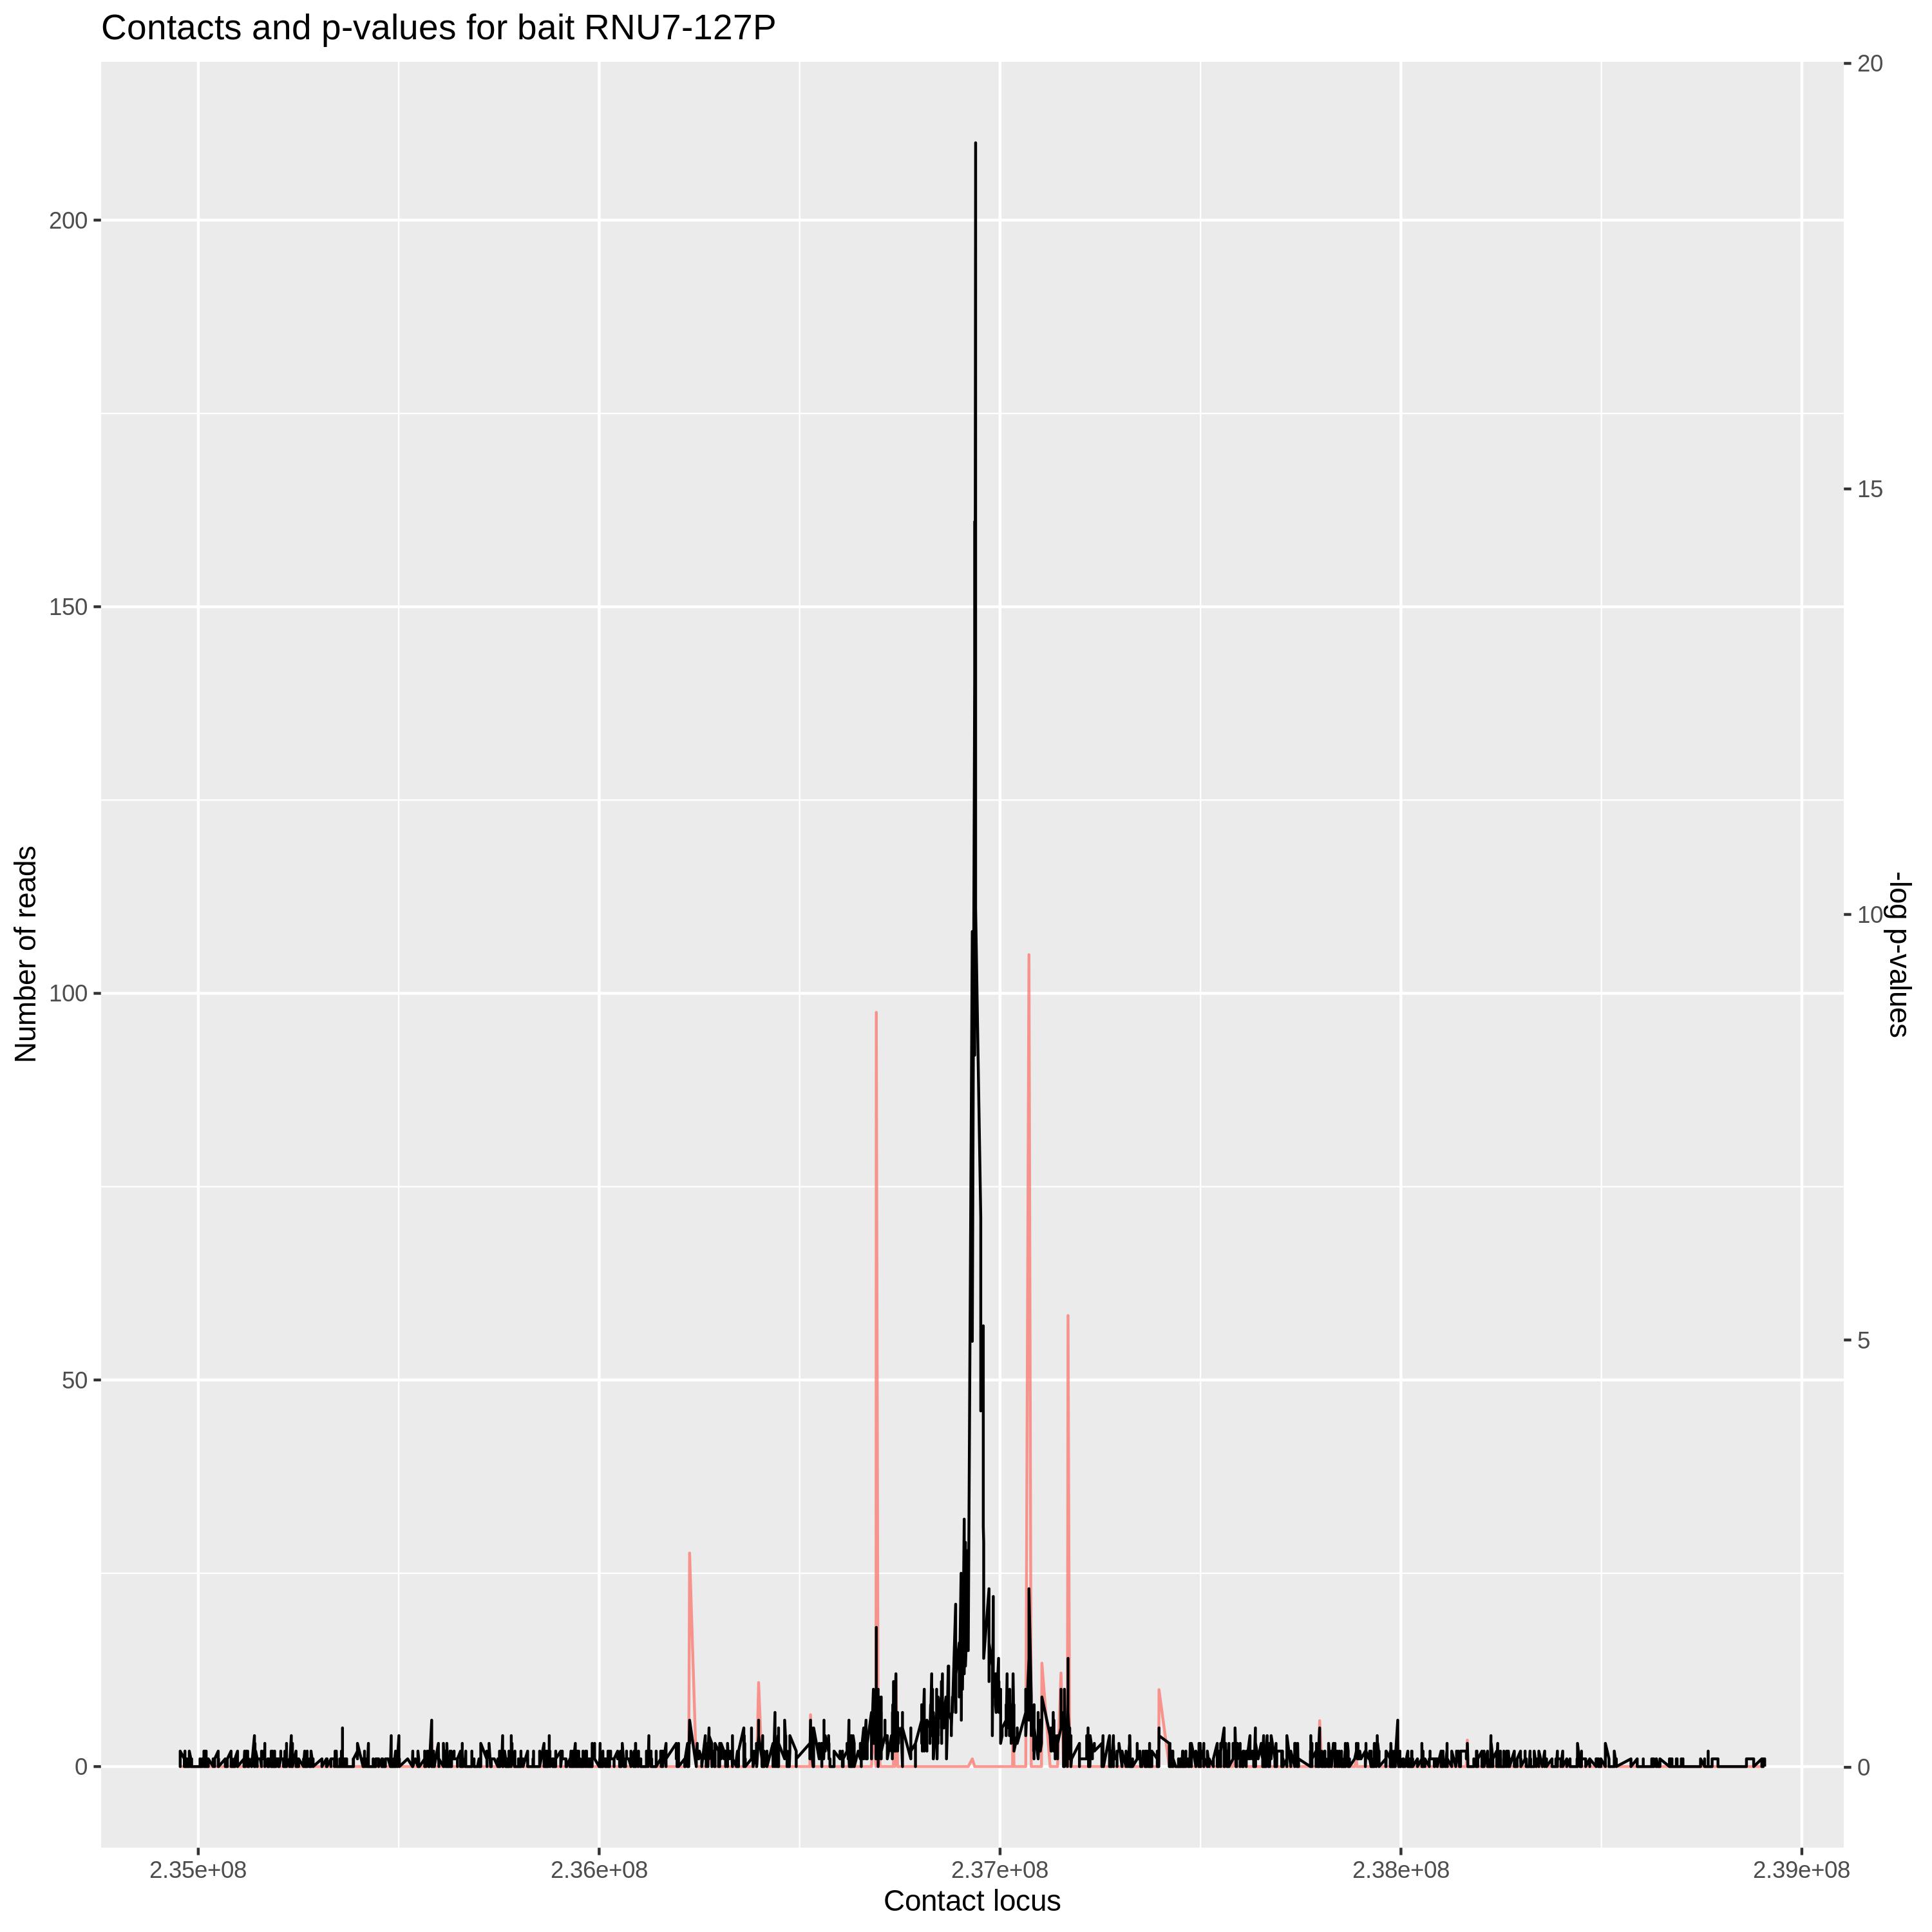 Contacts and p-values for bait RNU7-127P
200
150
100
50
0
Number of reads
20
15
10
5
0
-log p-values
2.35e+08
2.36e+08
2.37e+08
2.38e+08
2.39e+08
Contact locus